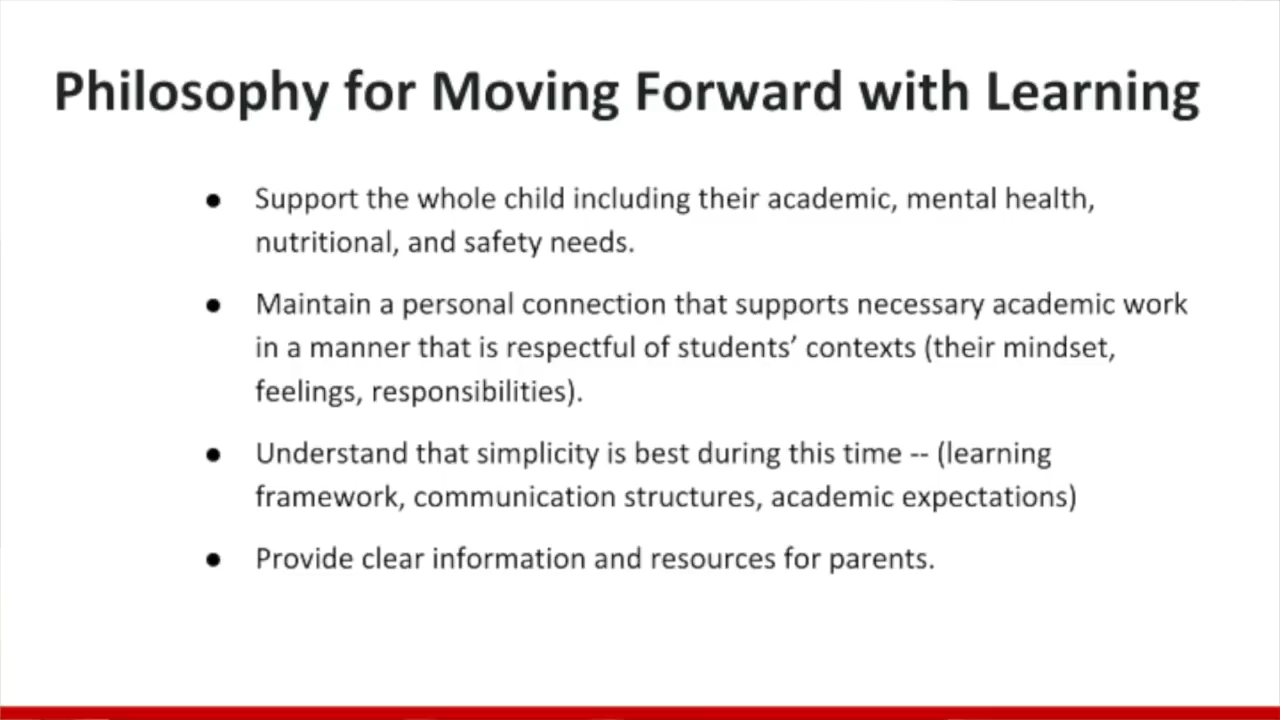 Philosophy for Moving Forward with Learning
● Support the whole child including their academic, mental health,
nutritional, and safety needs.
● Maintain a personal connection that supports necessary academic work
in a manner that is respectful of students’ contexts (their mindset,
feelings, responsibilities).
● Understand that simplicity is best during this time -- (learning
framework, communication structures, academic expectations)
● Provide clear information and resources for parents.